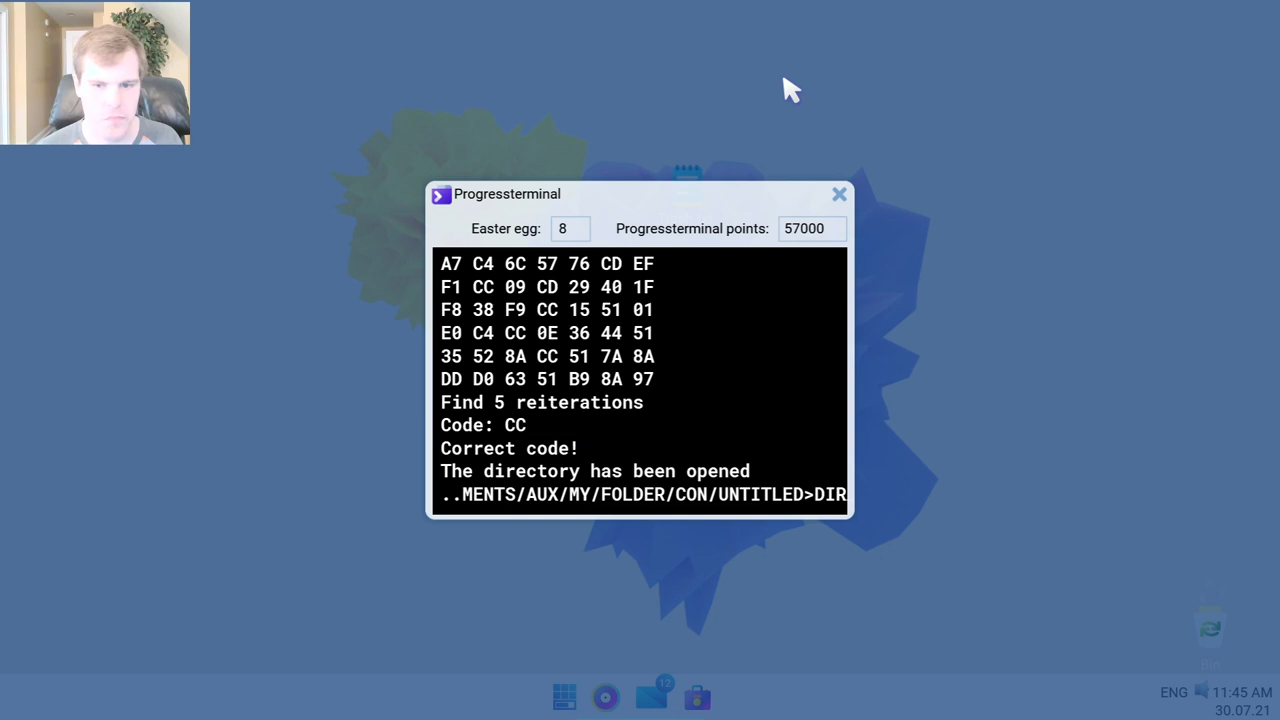 Progressterminal
Easter egg: 8 Progressterminal points: 57000
A7 C4 6C 57 76 CD EF
F1 CC 09 CD 29 40 1F
F8 38 F9 CC 15 51 01
E0 C4 CC 0E 36 44 51
35 52 8A CC 51 7A 8A
DD D0 63 51 B9 8A 97
Find 5 reiterations
Code: CC
Correct code!
The directory has been opened
..MENTS/AUX/MY/FOLDER/CON/UNTITLED>DIR
Bin
12
ENG 11:45 AM
30.07.21